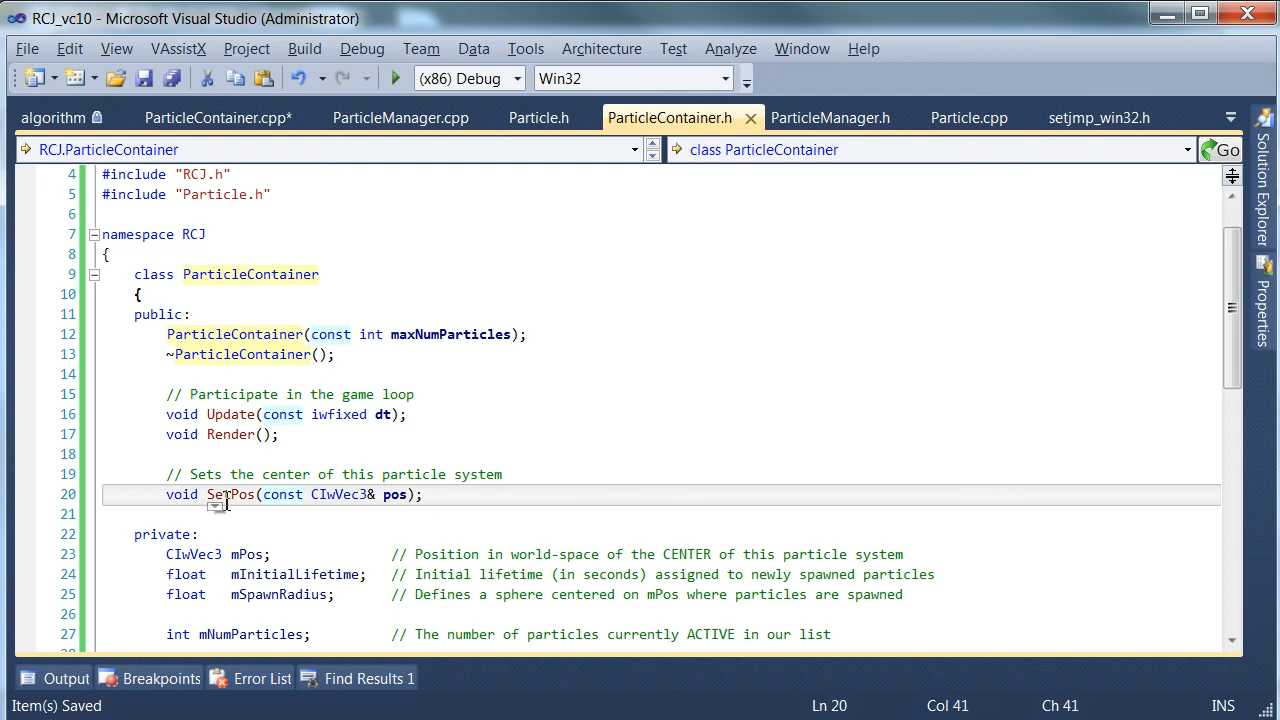 RCJ_vc10 - Microsoft Visual Studio (Administrator)
File Edit View VAssistX Project Build Debug Team Data Tools Architecture Test Analyze Window Help
(x86) Debug Win32
algorithm ParticleContainer.cpp* ParticleManager.cpp Particle.h ParticleContainer.h ParticleManager.h Particle.cpp setjmp_win32.h
RCJ.ParticleContainer class ParticleContainer Go
4 #include "RCJ.h"
5 #include "Particle.h"
6
7 namespace RCJ
8 {
9 class ParticleContainer
10 {
11 public:
12 ParticleContainer(const int maxNumParticles);
13 ~ParticleContainer();
14
15 // Participate in the game loop
16 void Update(const iwfixed dt);
17 void Render();
18
19 // Sets the center of this particle system
20 void SetPos(const CIwVec3& pos);
21
22 private:
23 CIwVec3 mPos; // Position in world-space of the CENTER of this particle system
24 float mInitialLifetime; // Initial lifetime (in seconds) assigned to newly spawned particles
25 float mSpawnRadius; // Defines a sphere centered on mPos where particles are spawned
26
27 int mNumParticles; // The number of particles currently ACTIVE in our list
Solution Explorer
Properties
Output Breakpoints Error List Find Results 1
Item(s) Saved Ln 20 Col 41 Ch 41 INS